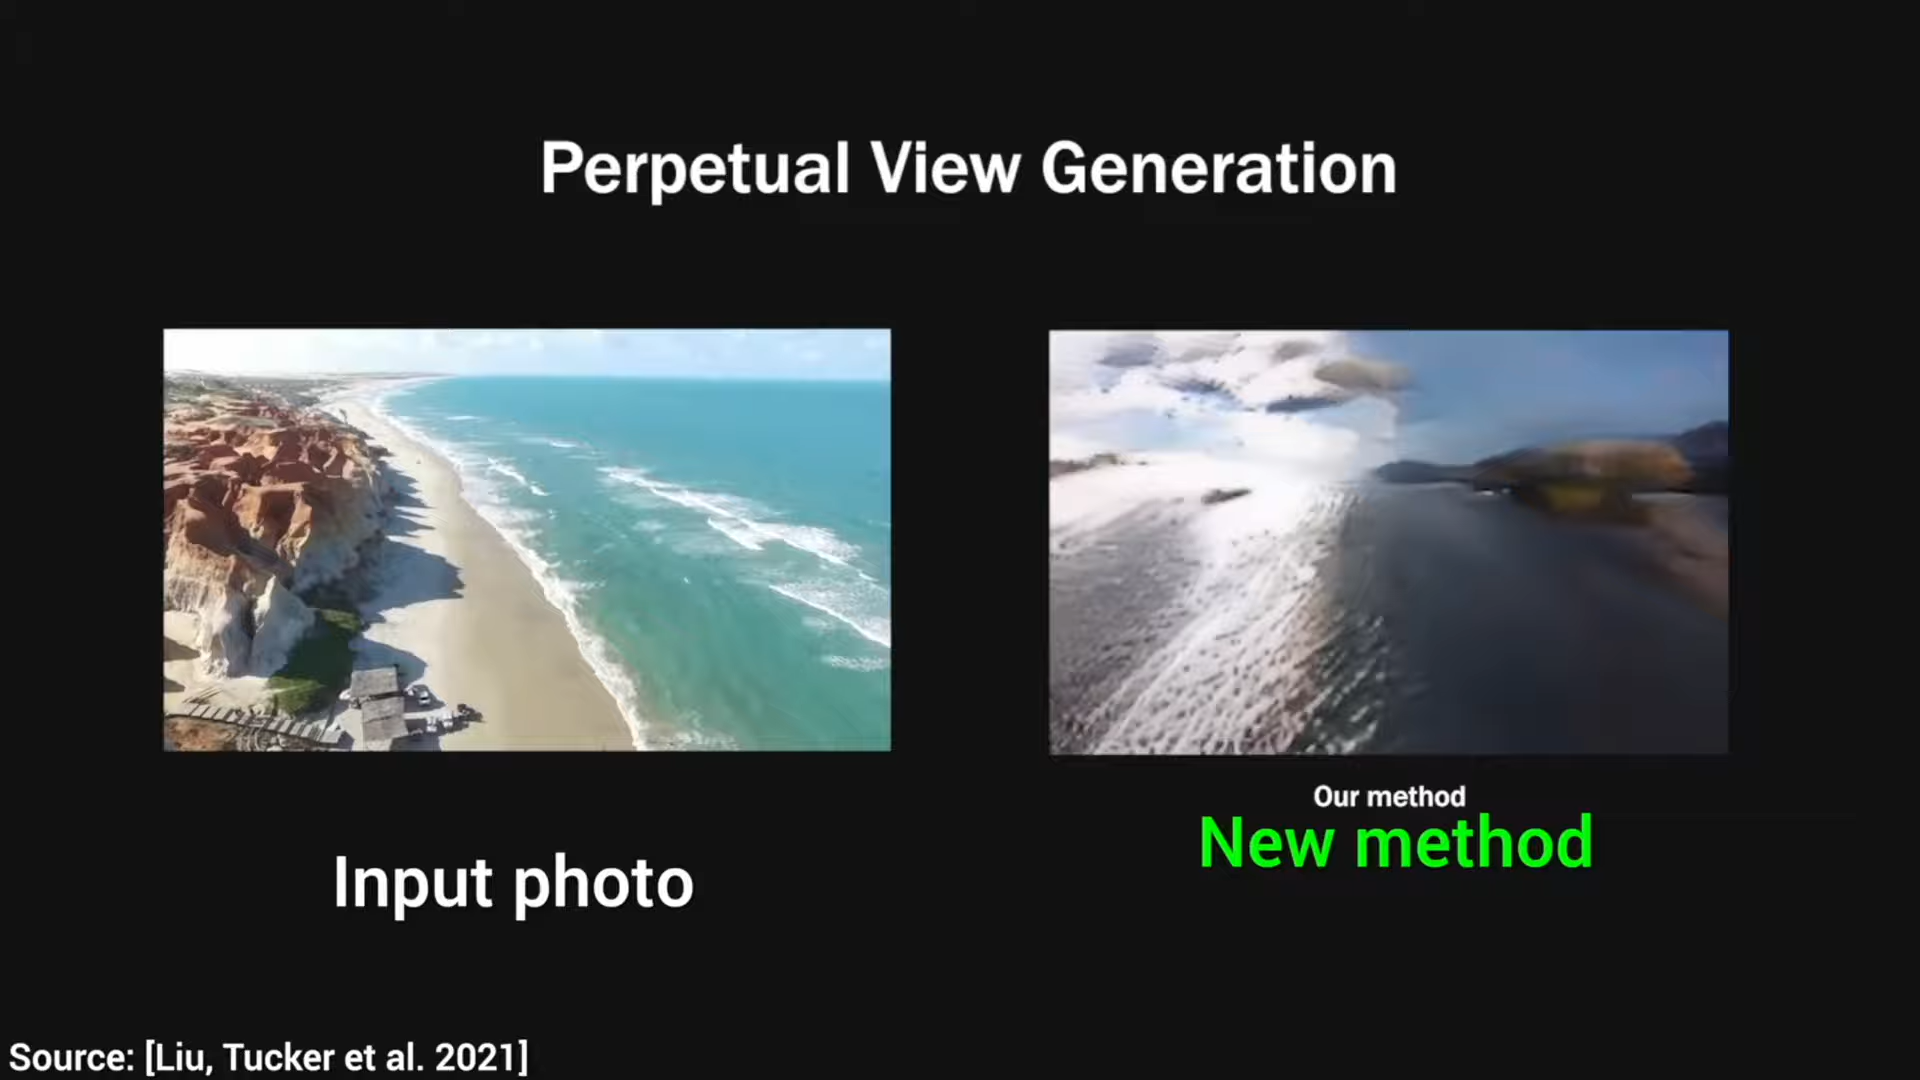 Perpetual View Generation
Input photo
Our method
New method
Source: [Liu, Tucker et al. 2021]